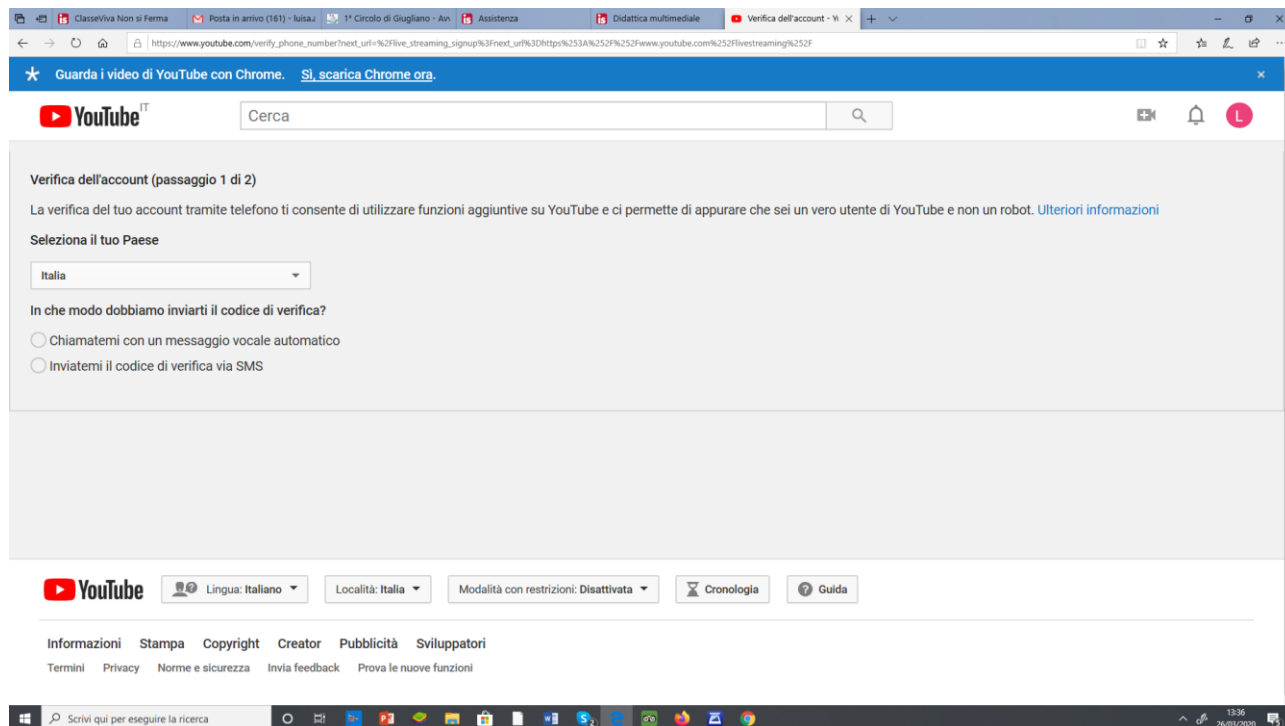 ClasseViva Non si Ferma
Posta in arrivo (161) - luisa.z
1° Circolo di Giugliano - Avv
Assistenza
Didattica multimediale
Verifica dell'account - 
https://www.youtube.com/verify_phone_number?next_url=%2Flive_streaming_signup%3Fnext_url%3Dhttps%253A%252F%252Fwww.youtube.com%252Flivestreaming%252F
Guarda i video di YouTube con Chrome. Sì, scarica Chrome ora.
YouTube IT
Cerca
L
Verifica dell'account (passaggio 1 di 2)
La verifica del tuo account tramite telefono ti consente di utilizzare funzioni aggiuntive su YouTube e ci permette di appurare che sei un vero utente di YouTube e non un robot. Ulteriori informazioni
Seleziona il tuo Paese
Italia
In che modo dobbiamo inviarti il codice di verifica?
Chiamatemi con un messaggio vocale automatico
Inviatemi il codice di verifica via SMS
YouTube Lingua: Italiano Località: Italia Modalità con restrizioni: Disattivata Cronologia Guida
Informazioni Stampa Copyright Creator Pubblicità Sviluppatori
Termini Privacy Norme e sicurezza Invia feedback Prova le nuove funzioni
Scrivi qui per eseguire la ricerca
13:36
26/03/2020